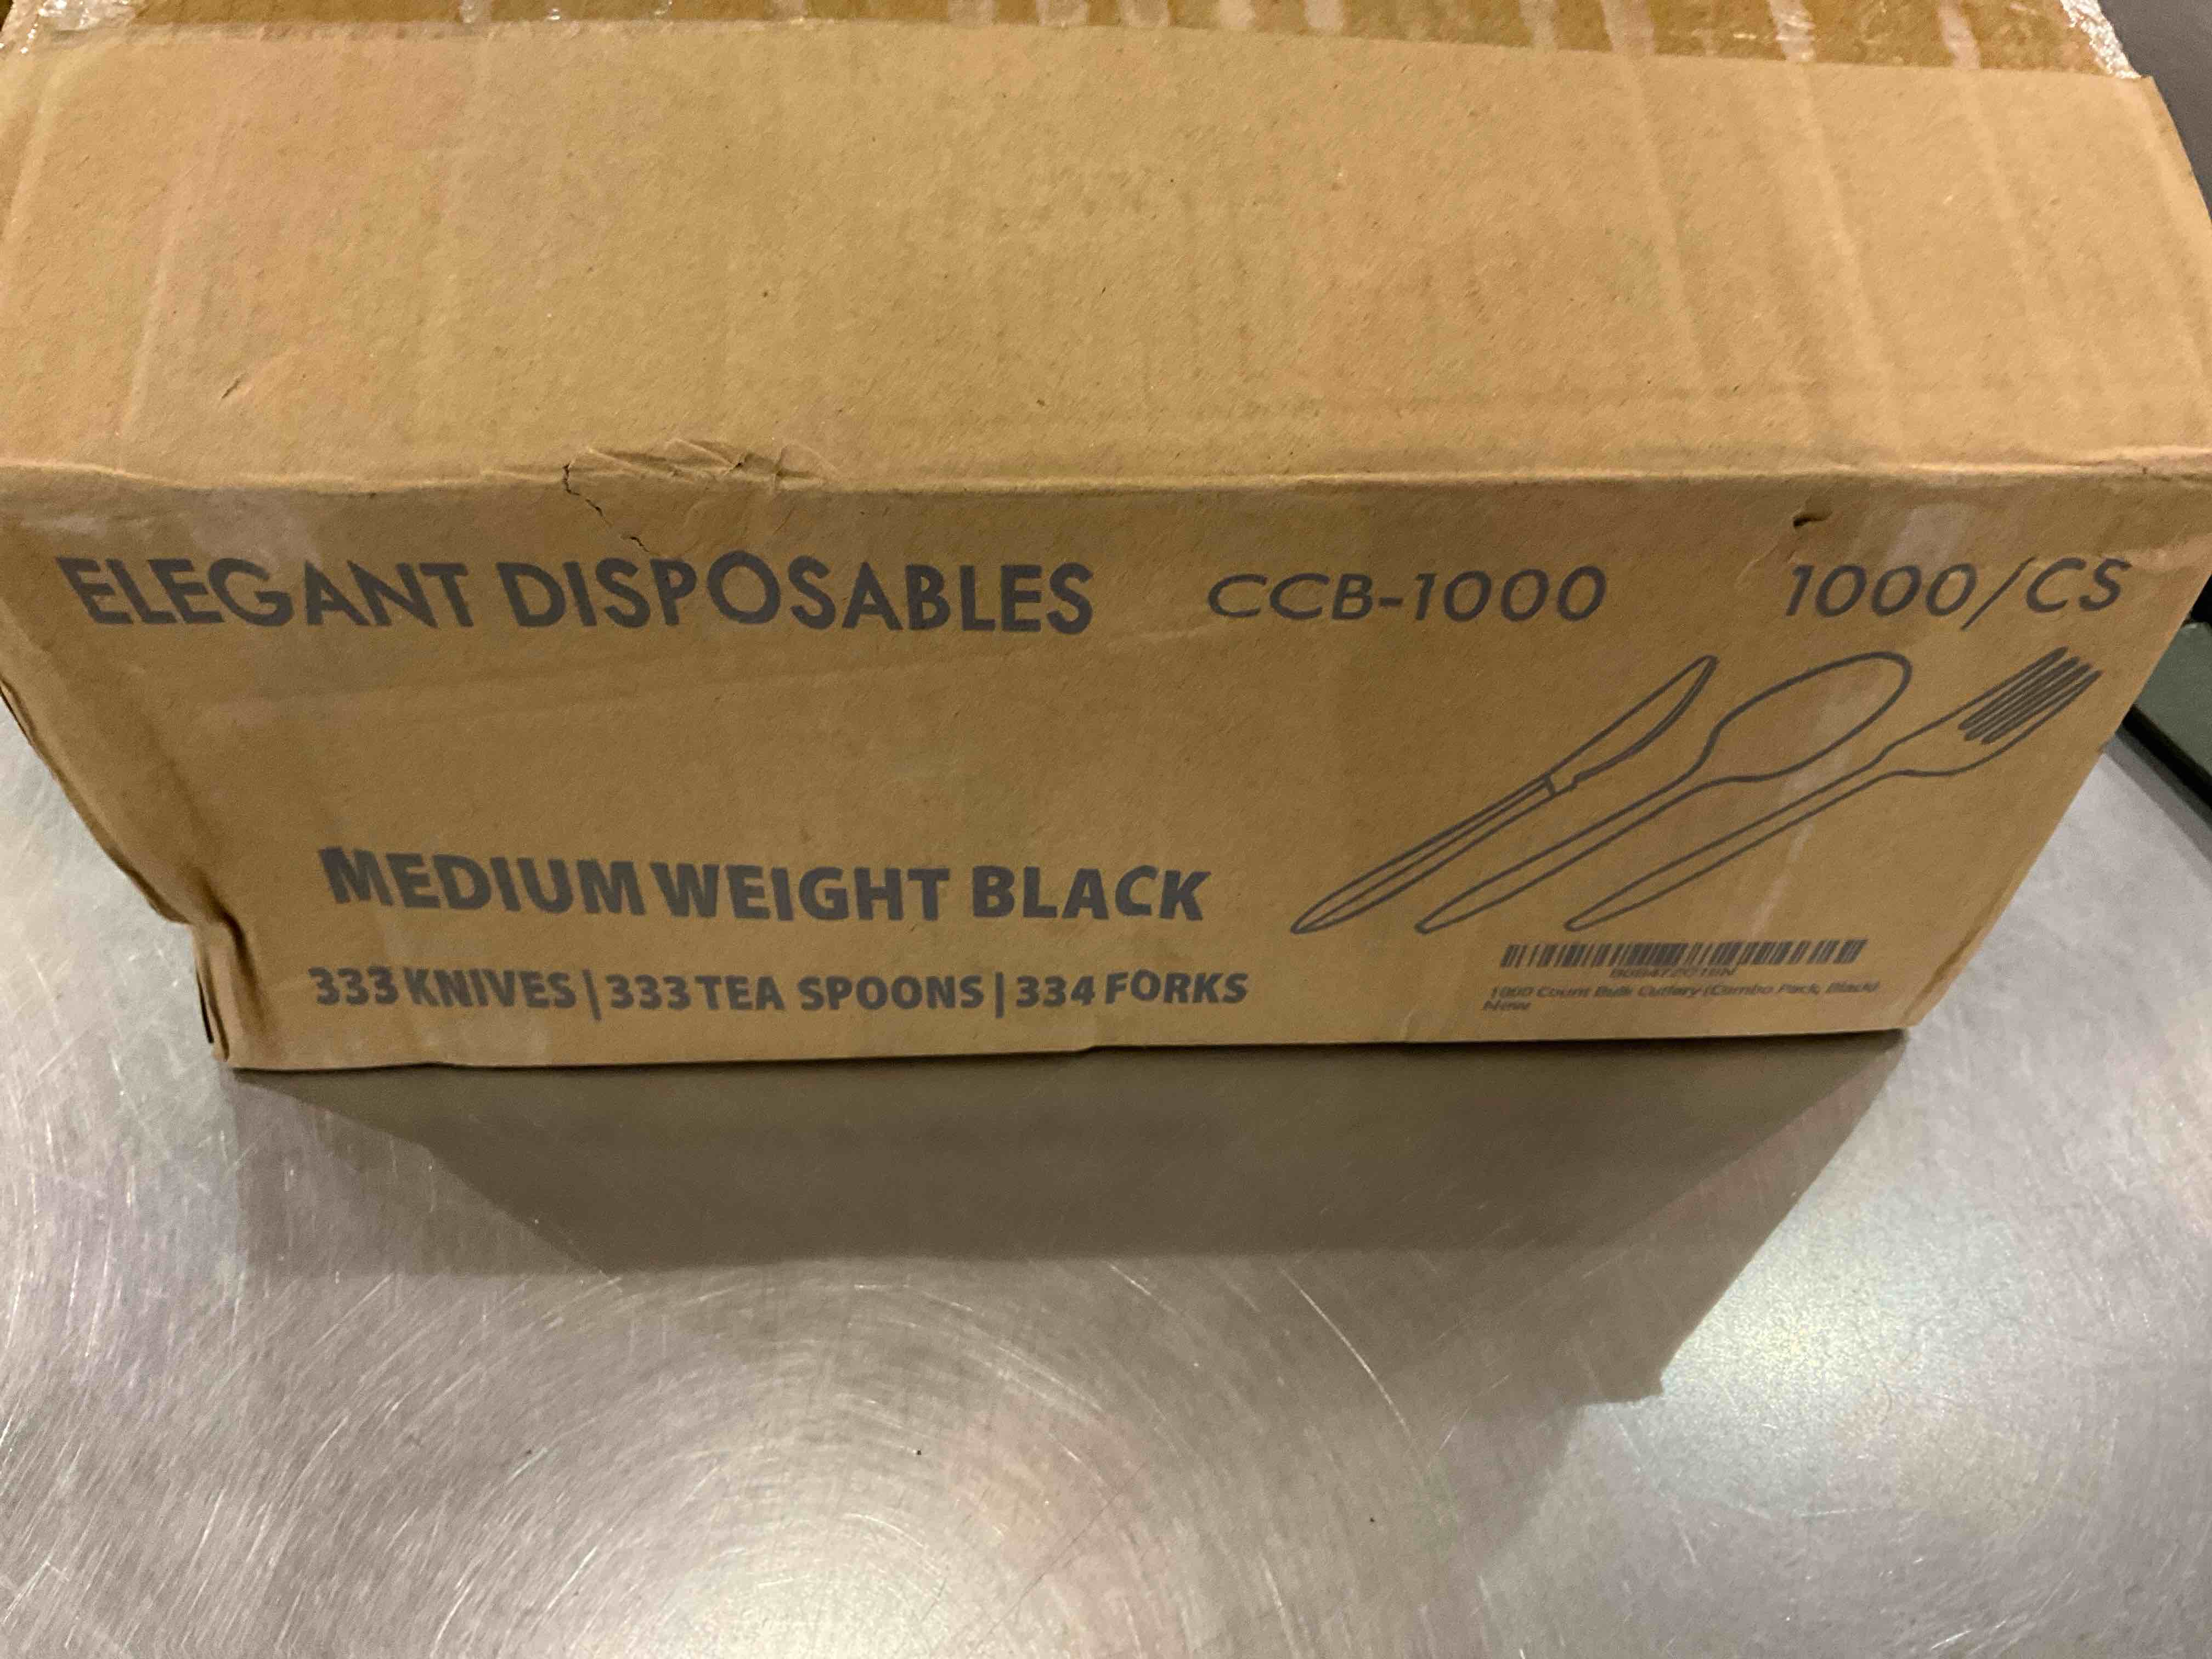 ELEGANT DISPOSABLES CCB-1000 1000/CS
MEDIUM WEIGHT BLACK
333 KNIVES | 333 TEA SPOONS | 334 FORKS
1000 Count Bulk Cutlery (Combo Pack, Black)
New